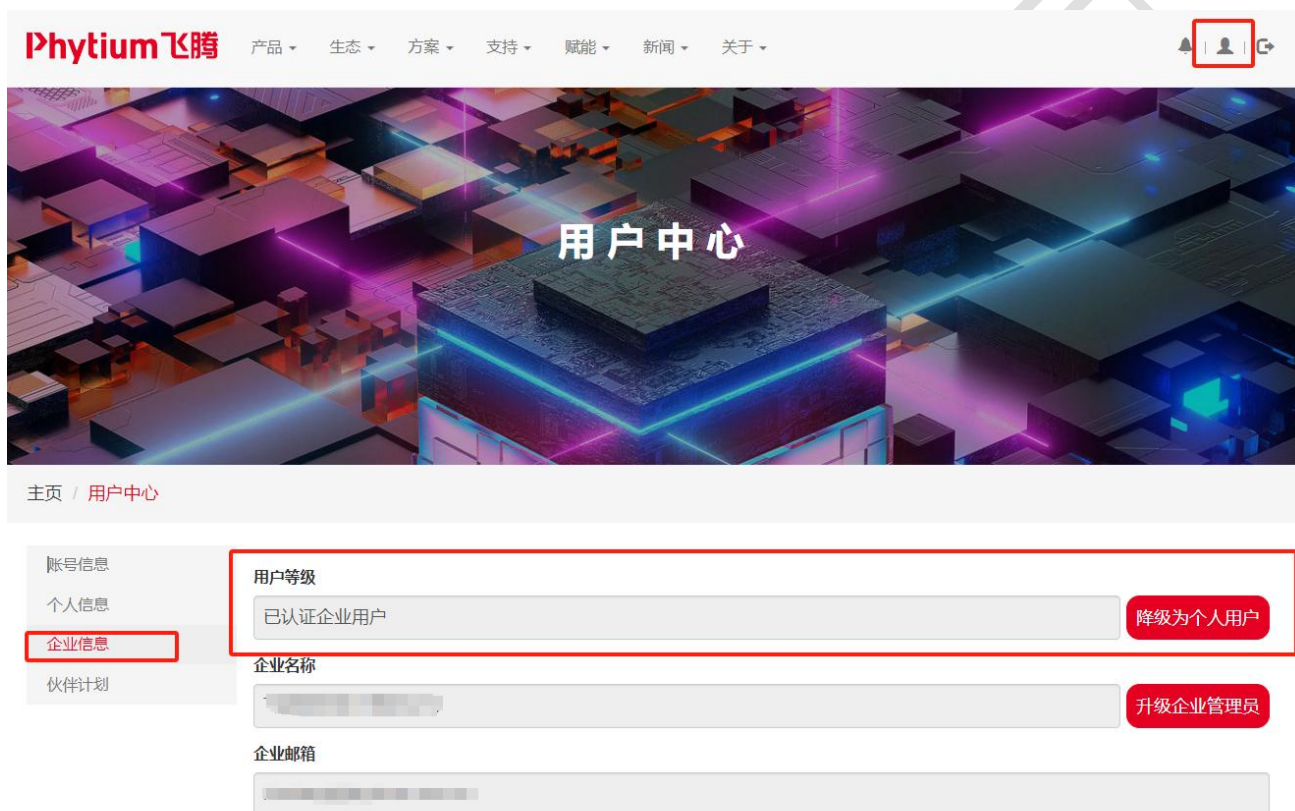 Phytium飞腾 产品 生态 方案 支持 赋能 新闻 关于
用户中心
主页 / 用户中心
账号信息
个人信息
企业信息
伙伴计划
用户等级
已认证企业用户 降级为个人用户
企业名称
升级企业管理员
企业邮箱